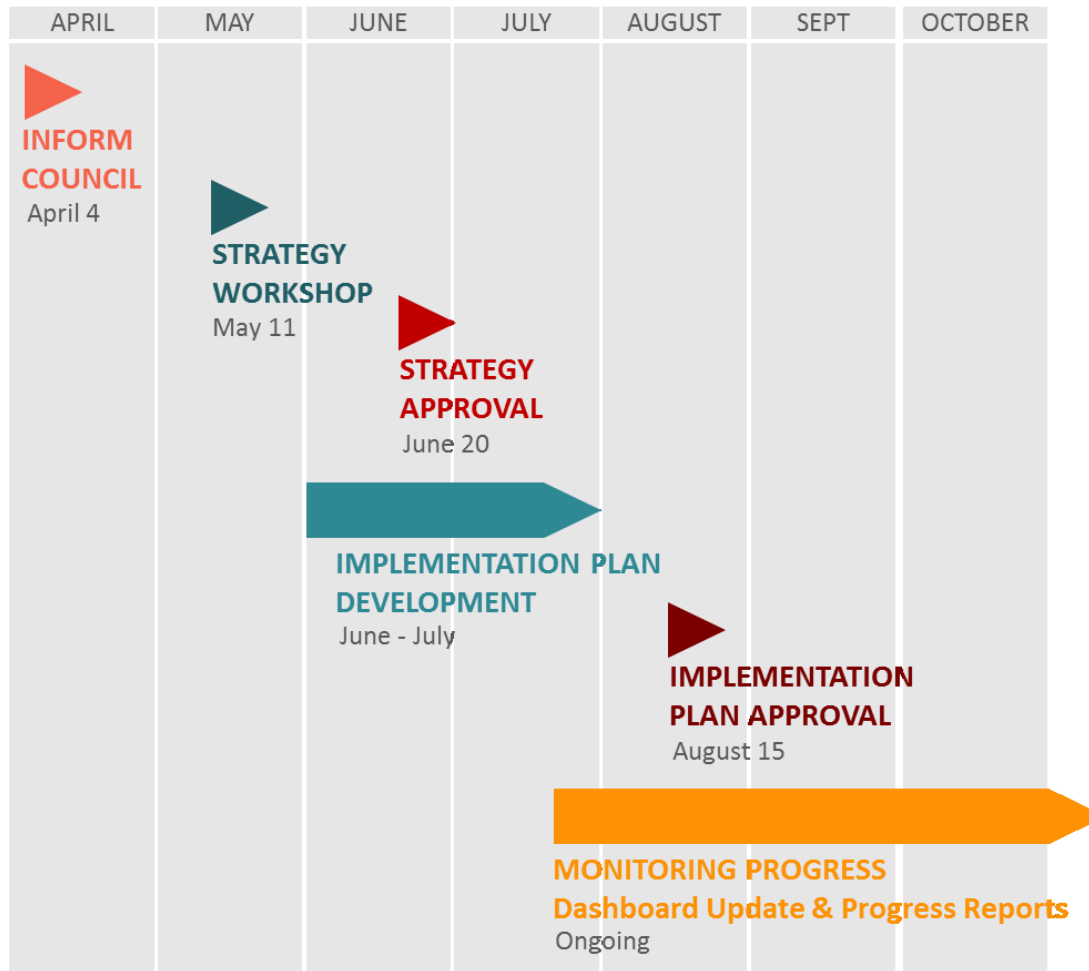 APRIL MAY JUNE JULY AUGUST SEPT OCTOBER
INFORM
COUNCIL
April 4
STRATEGY
WORKSHOP
May 11
STRATEGY
APPROVAL
June 20
IMPLEMENTATION PLAN
DEVELOPMENT
June - July
IMPLEMENTATION
PLAN APPROVAL
August 15
MONITORING PROGRESS
Dashboard Update & Progress Reports
Ongoing